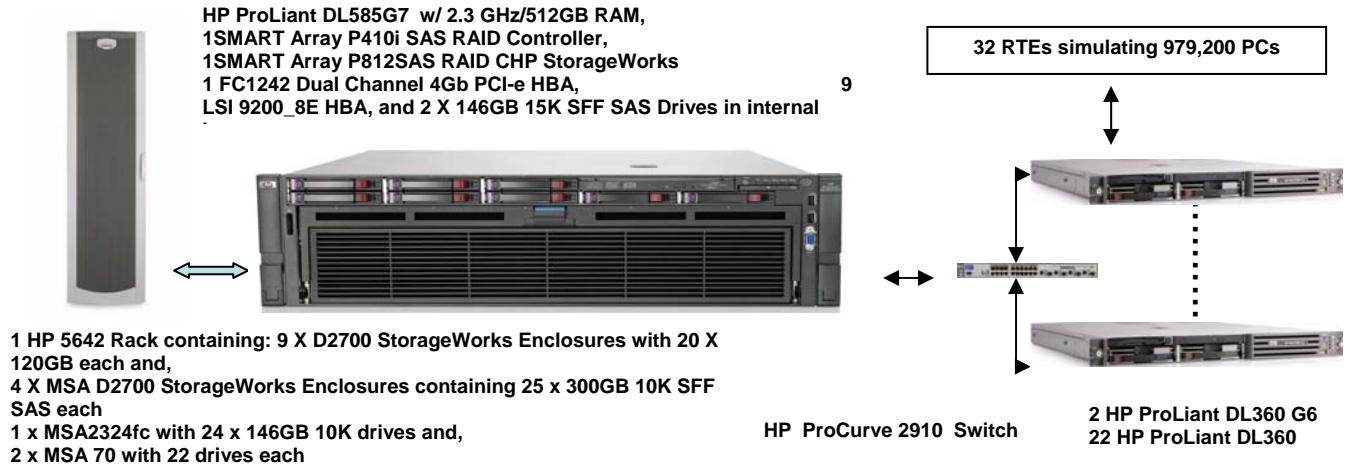 HP ProLiant DL585G7 w/ 2.3 GHz/512GB RAM,
1SMART Array P410i SAS RAID Controller,
1SMART Array P812SAS RAID CHP StorageWorks
1 FC1242 Dual Channel 4Gb PCI-e HBA, 9
LSI 9200_8E HBA, and 2 X 146GB 15K SFF SAS Drives in internal
32 RTEs simulating 979,200 PCs
1 HP 5642 Rack containing: 9 X D2700 StorageWorks Enclosures with 20 X
120GB each and,
4 X MSA D2700 StorageWorks Enclosures containing 25 x 300GB 10K SFF
SAS each
1 x MSA2324fc with 24 x 146GB 10K drives and,
2 x MSA 70 with 22 drives each
HP ProCurve 2910 Switch
2 HP ProLiant DL360 G6
22 HP ProLiant DL360